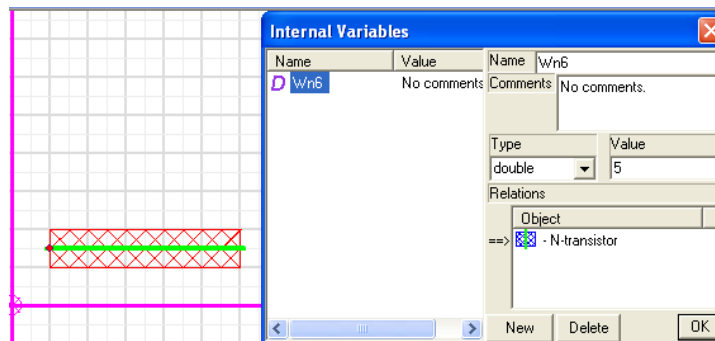 Internal Variables
Name Value
Wn6 No comments
Name Wn6
Comments No comments.
Type Value
double 5
Relations
Object
==> - N-transistor
New Delete OK